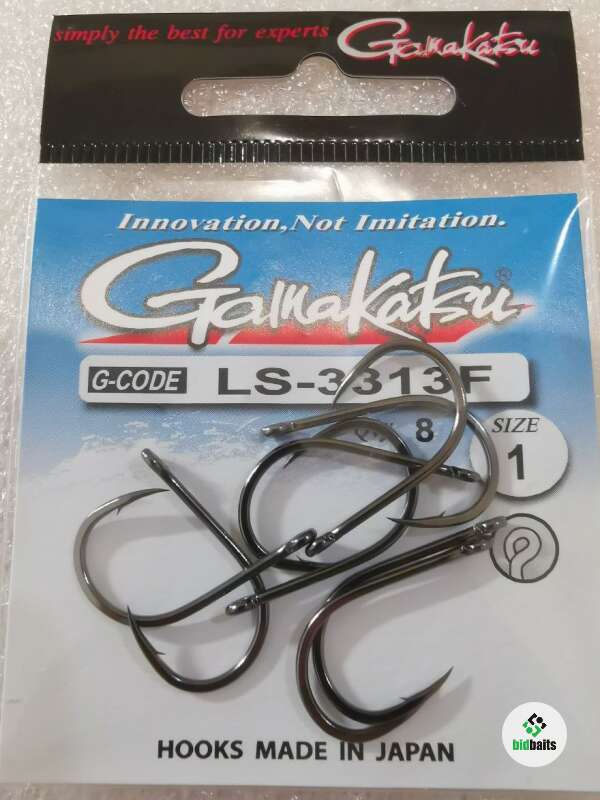 simply the best for experts Gamakatsu
Innovation, Not Imitation.
Gamakatsu®
G-CODE LS-3313F
QTY 8 SIZE
1
HOOKS MADE IN JAPAN
bidbaits